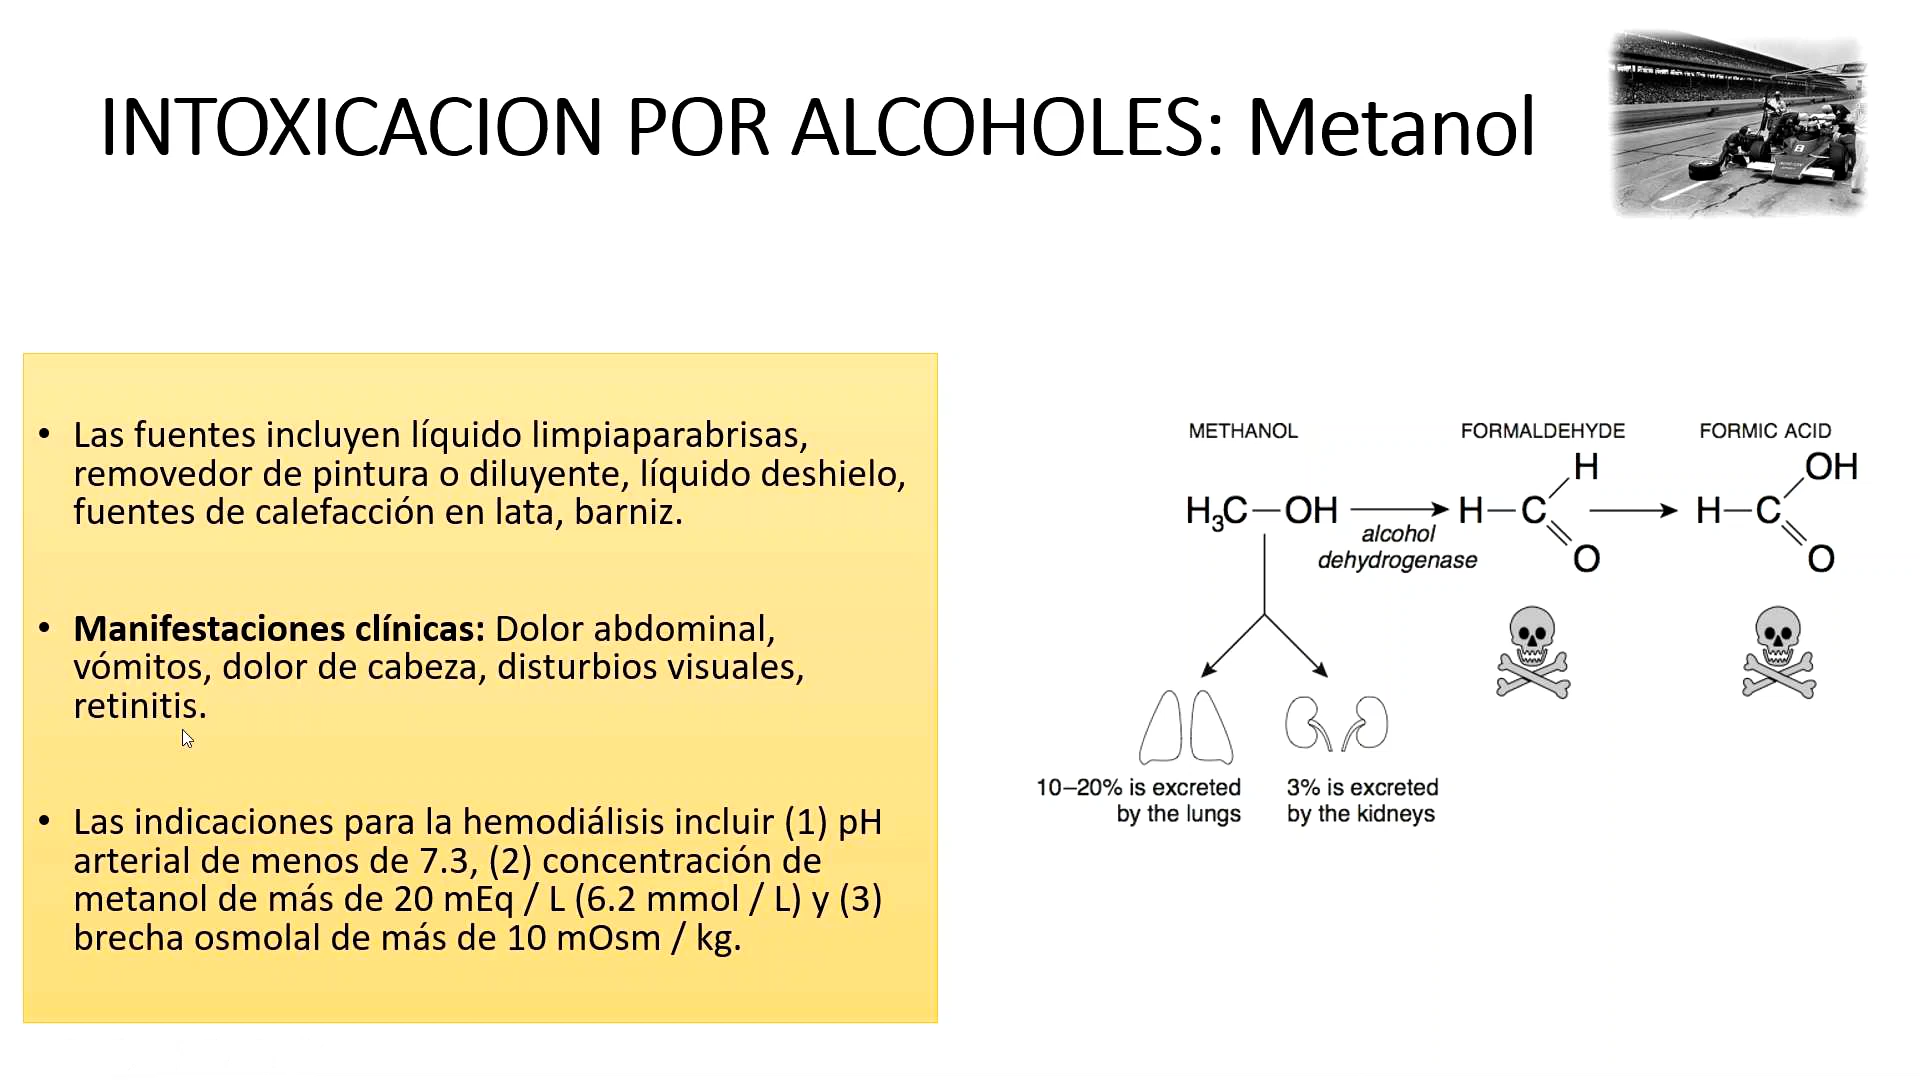 INTOXICACION POR ALCOHOLES: Metanol
• Las fuentes incluyen líquido limpiaparabrisas,
removedor de pintura o diluyente, líquido deshielo,
fuentes de calefacción en lata, barniz.
• Manifestaciones clínicas: Dolor abdominal,
vómitos, dolor de cabeza, disturbios visuales,
retinitis.
• Las indicaciones para la hemodiálisis incluir (1) pH
arterial de menos de 7.3, (2) concentración de
metanol de más de 20 mEq / L (6.2 mmol / L) y (3)
brecha osmolal de más de 10 mOsm / kg.
METHANOL
FORMALDEHYDE
FORMIC ACID
H
OH
H₃C—OH
H—C
H—C
alcohol
dehydrogenase
O
O
10–20% is excreted
by the lungs
3% is excreted
by the kidneys
8